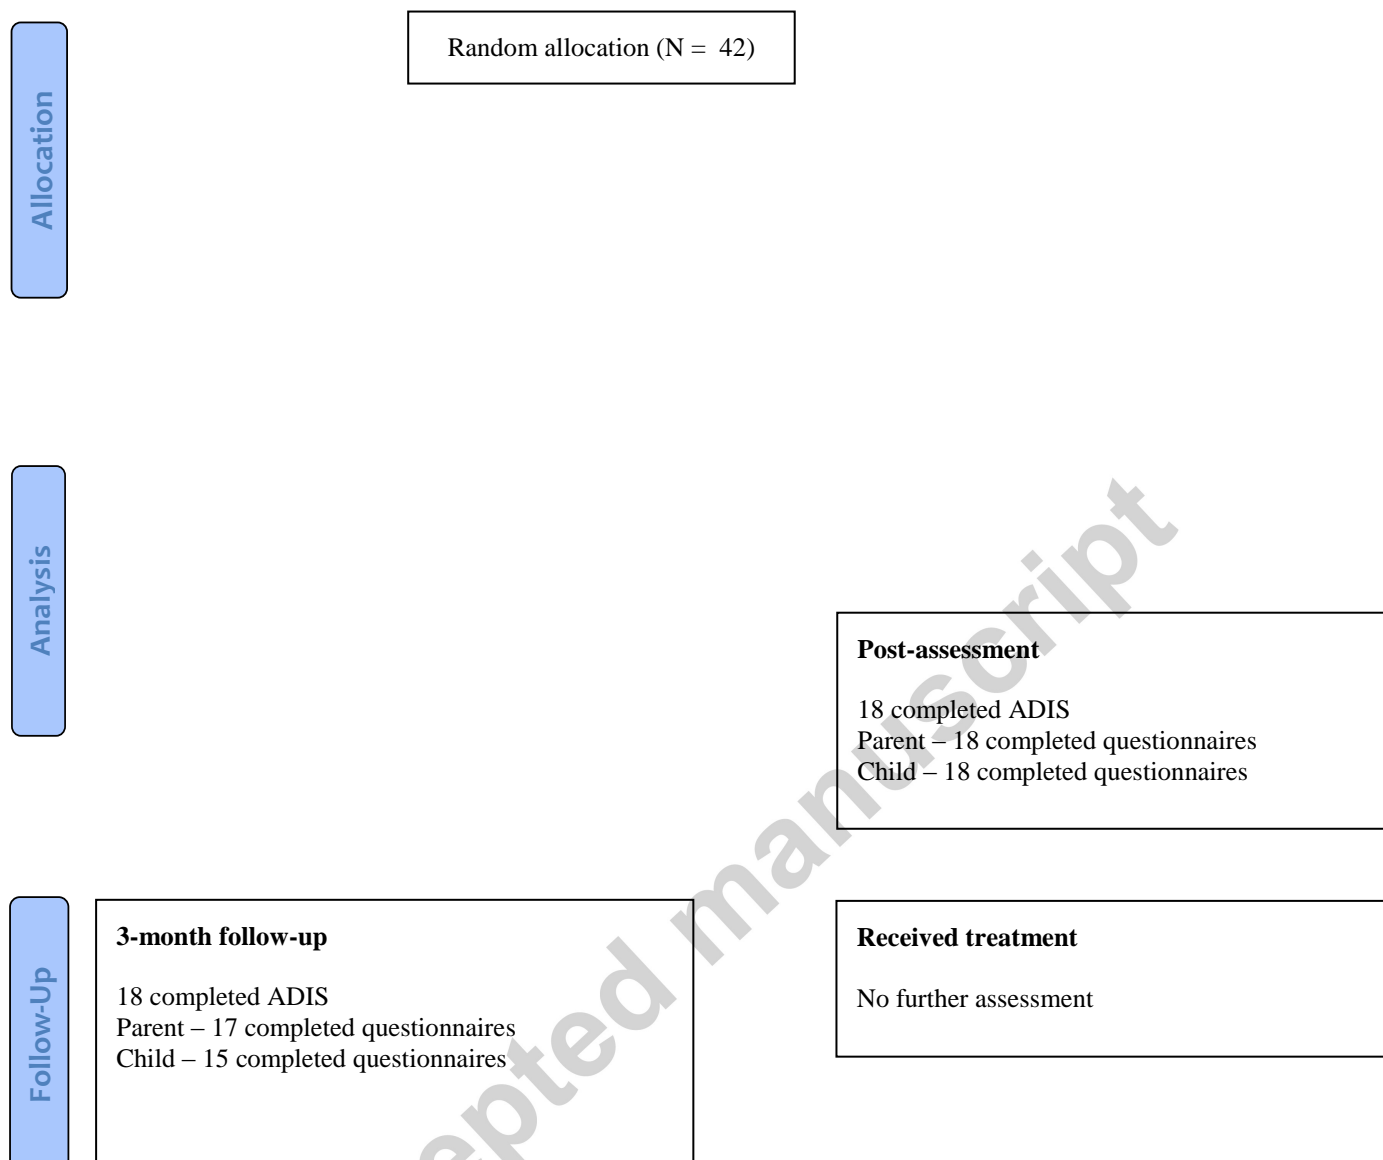 Random allocation (N = 42)
Allocation
Analysis
Post-assessment
18 completed ADIS
Parent – 18 completed questionnaires
Child – 18 completed questionnaires
Follow-Up
3-month follow-up
18 completed ADIS
Parent – 17 completed questionnaires
Child – 15 completed questionnaires
Received treatment
No further assessment
epted manuscript